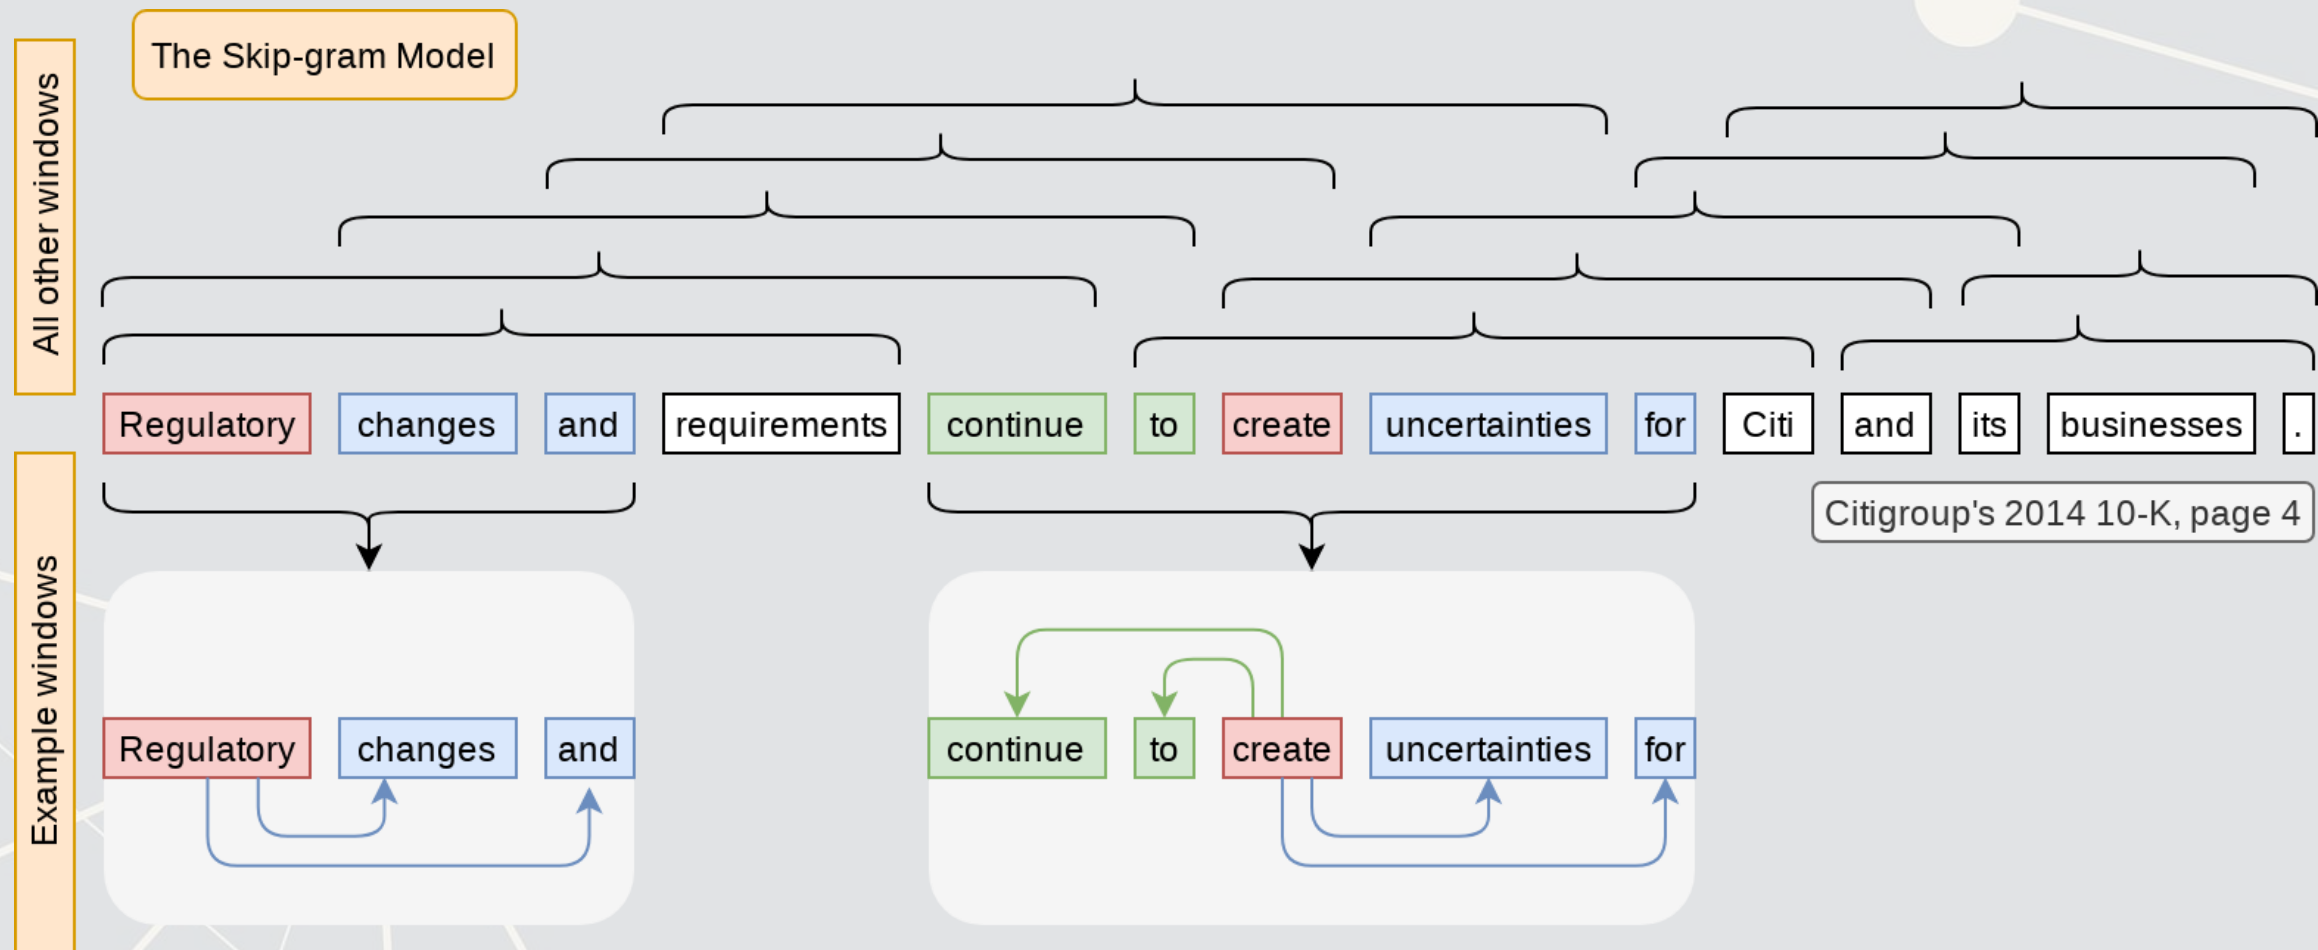 The Skip-gram Model
All other windows
Regulatory changes and requirements continue to create uncertainties for Citi and its businesses .
Citigroup's 2014 10-K, page 4
Example windows
Regulatory changes and
continue to create uncertainties for